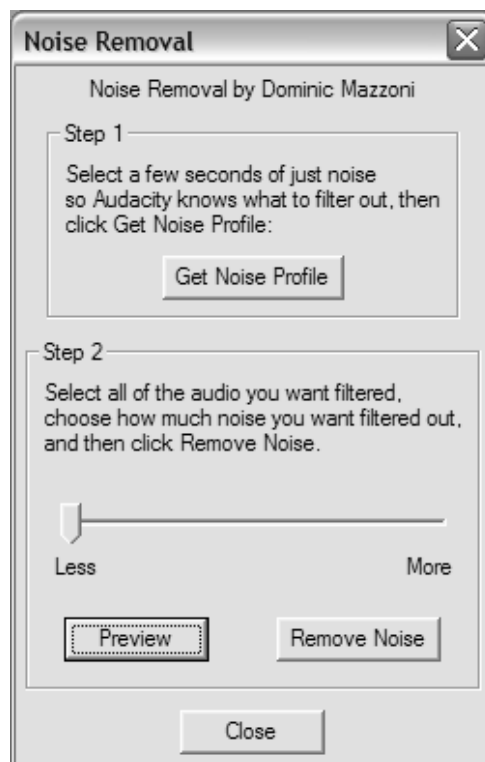 Noise Removal
Noise Removal by Dominic Mazzoni
Step 1
Select a few seconds of just noise
so Audacity knows what to filter out, then
click Get Noise Profile:
Get Noise Profile
Step 2
Select all of the audio you want filtered,
choose how much noise you want filtered out,
and then click Remove Noise.
Less More
Preview Remove Noise
Close